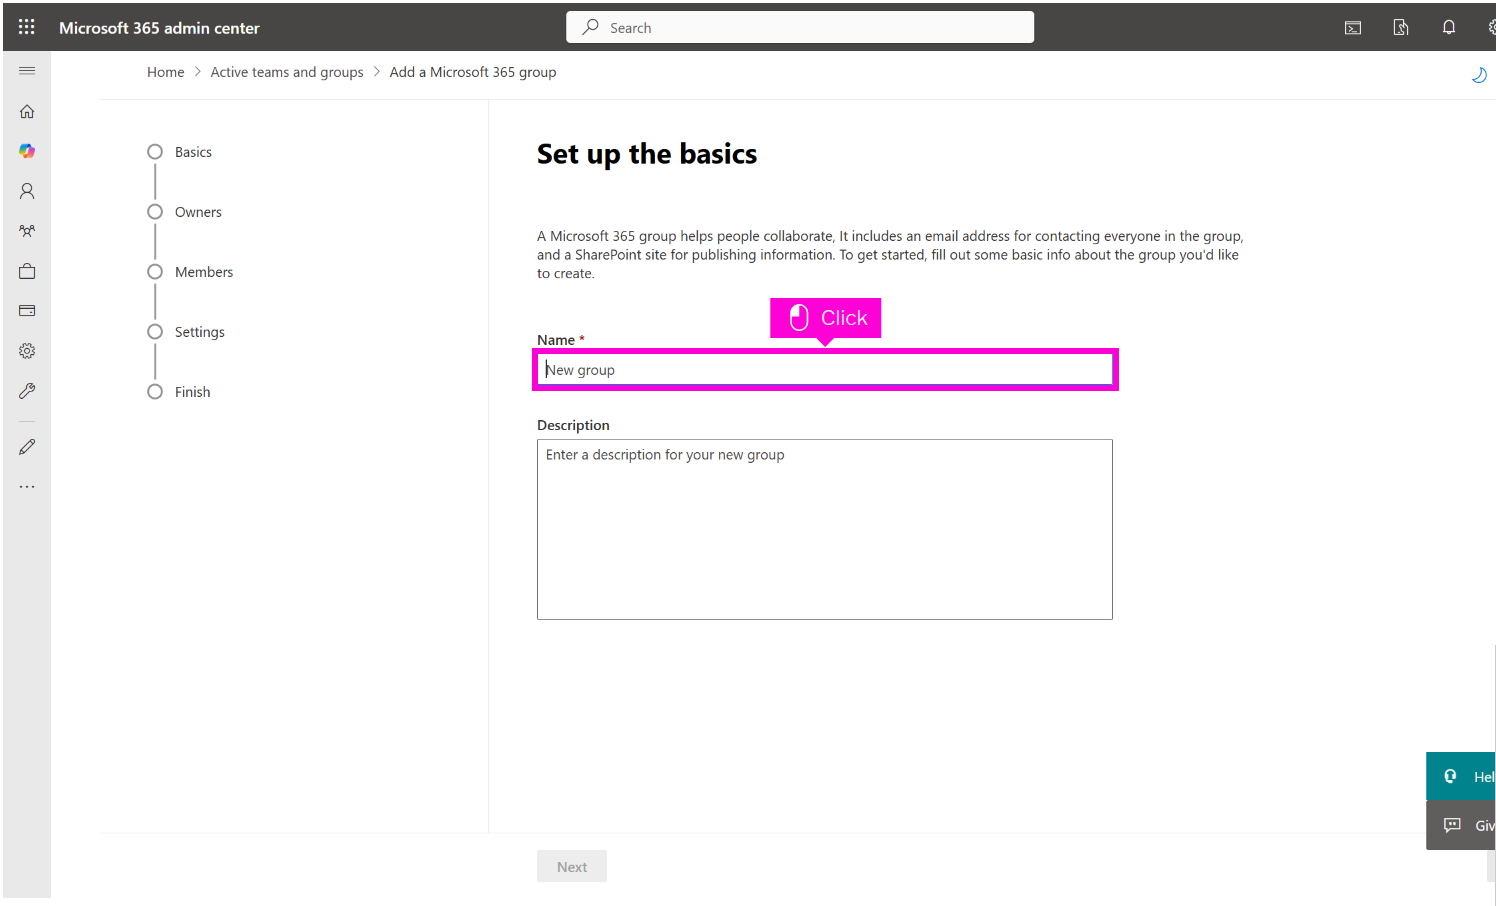 Microsoft 365 admin center
Search
Home > Active teams and groups > Add a Microsoft 365 group
Basics
Owners
Members
Settings
Finish
Set up the basics
A Microsoft 365 group helps people collaborate, It includes an email address for contacting everyone in the group,
and a SharePoint site for publishing information. To get started, fill out some basic info about the group you'd like
to create.
Click
Name *
New group
Description
Enter a description for your new group
Hel
Giv
Next